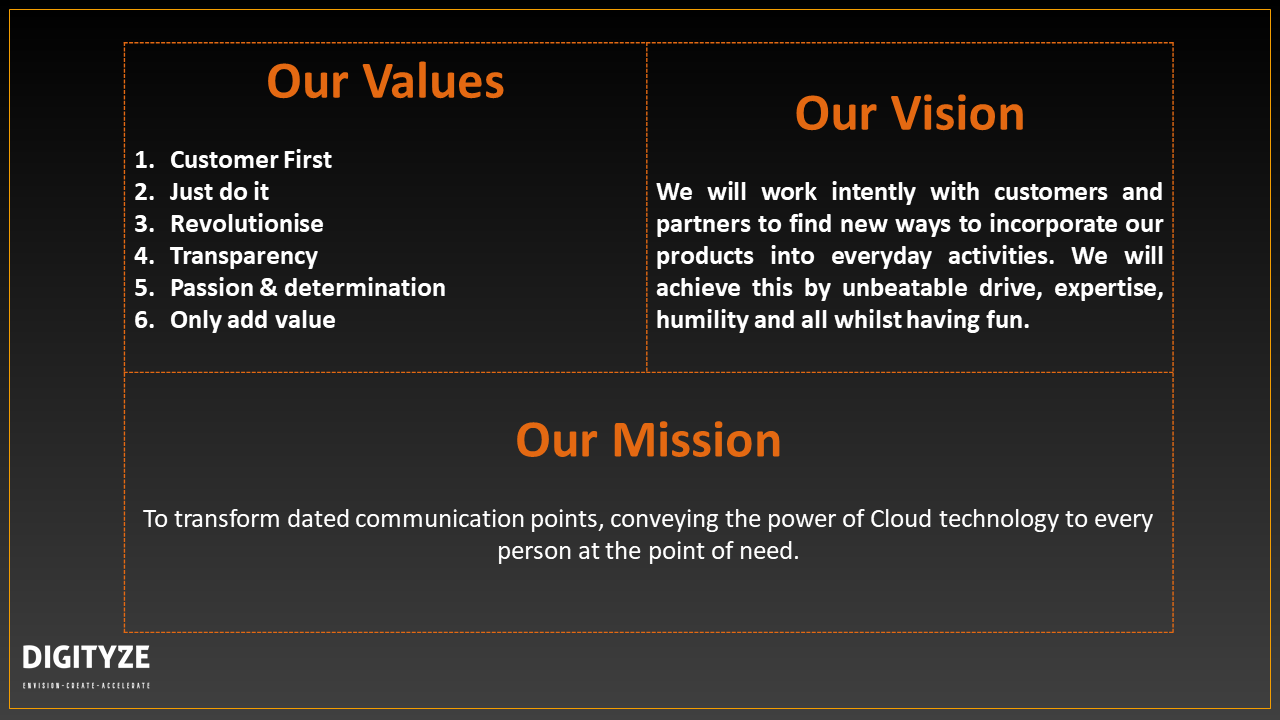 Our Values
1. Customer First
2. Just do it
3. Revolutionise
4. Transparency
5. Passion & determination
6. Only add value
Our Vision
We will work intently with customers and
partners to find new ways to incorporate our
products into everyday activities. We will
achieve this by unbeatable drive, expertise,
humility and all whilst having fun.
Our Mission
To transform dated communication points, conveying the power of Cloud technology to every
person at the point of need.
DIGITYZE
ENVISION-CREATE-ACCELERATE